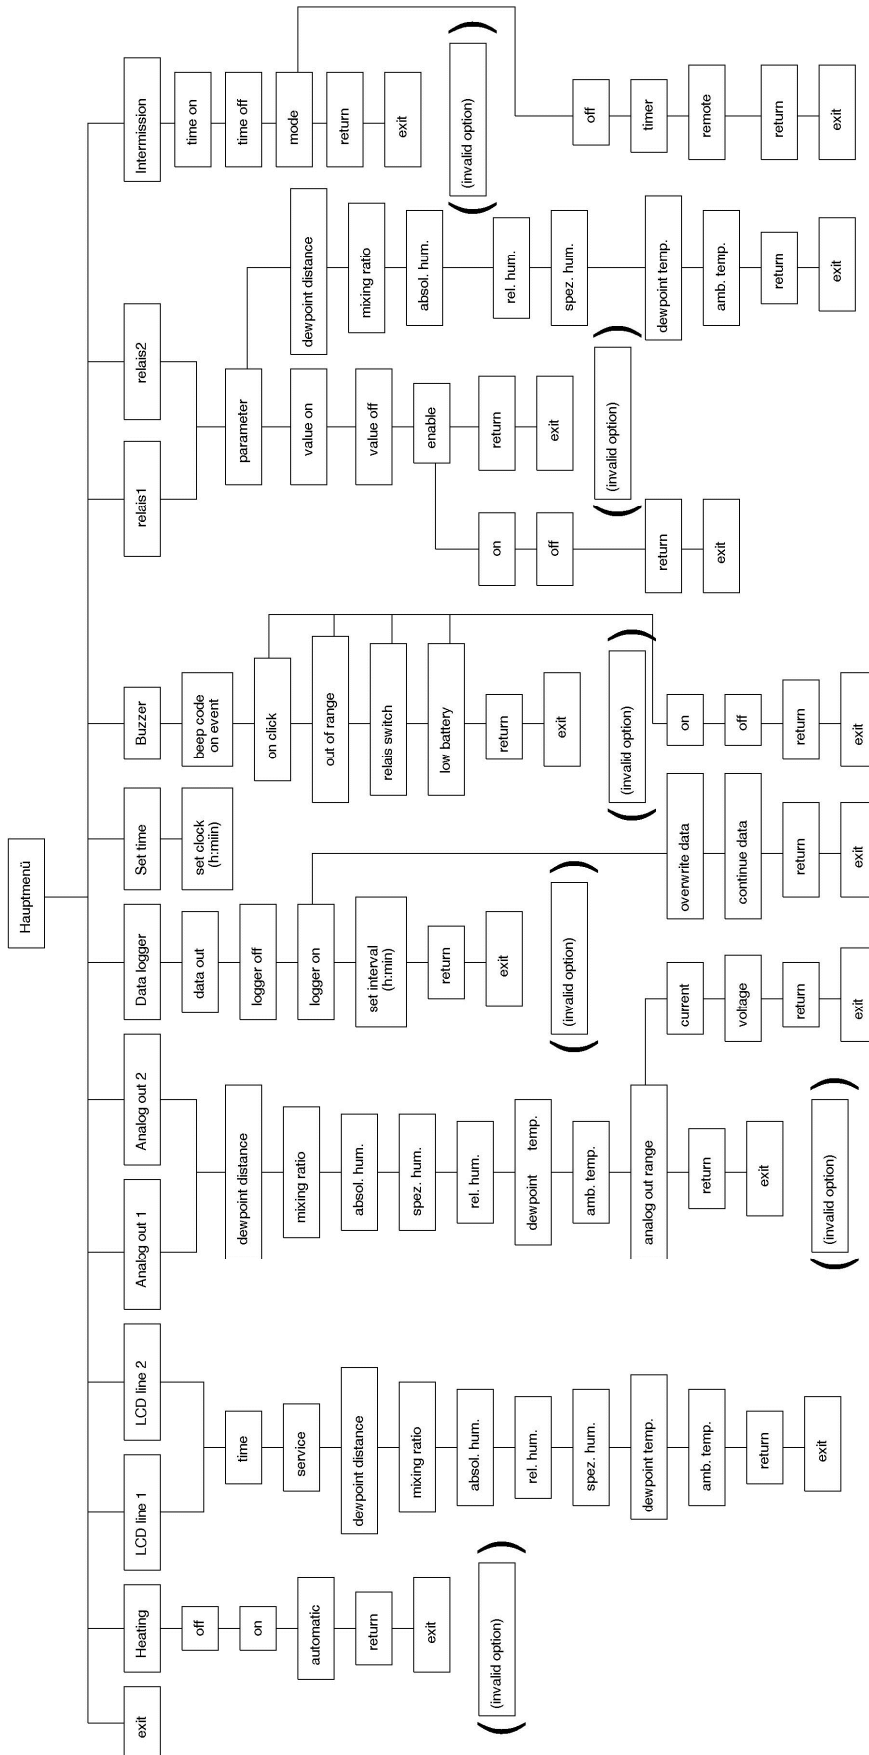 Hauptmenü
exit
Heating
off
on
automatic
return
exit
(invalid option)
LCD line 1
LCD line 2
time
service
dewpoint distance
mixing ratio
absol. hum.
rel. hum.
spez. hum.
dewpoint temp.
amb. temp.
return
exit
Analog out 1
Analog out 2
dewpoint distance
mixing ratio
absol. hum.
spez. hum.
rel. hum.
dewpoint temp.
amb. temp.
analog out range
return
exit
(invalid option)
current
voltage
return
exit
Data logger
data out
logger off
logger on
set interval
(h:min)
return
exit
(invalid option)
overwrite data
continue data
return
exit
Set time
set clock
(h:miin)
Buzzer
beep code
on event
on click
out of range
relais switch
low battery
return
exit
(invalid option)
on
off
return
exit
relais1
relais2
parameter
value on
value off
enable
return
exit
(invalid option)
on
off
return
exit
dewpoint distance
mixing ratio
absol. hum.
rel. hum.
spez. hum.
dewpoint temp.
amb. temp.
return
exit
Intermission
time on
time off
mode
return
exit
(invalid option)
off
timer
remote
return
exit